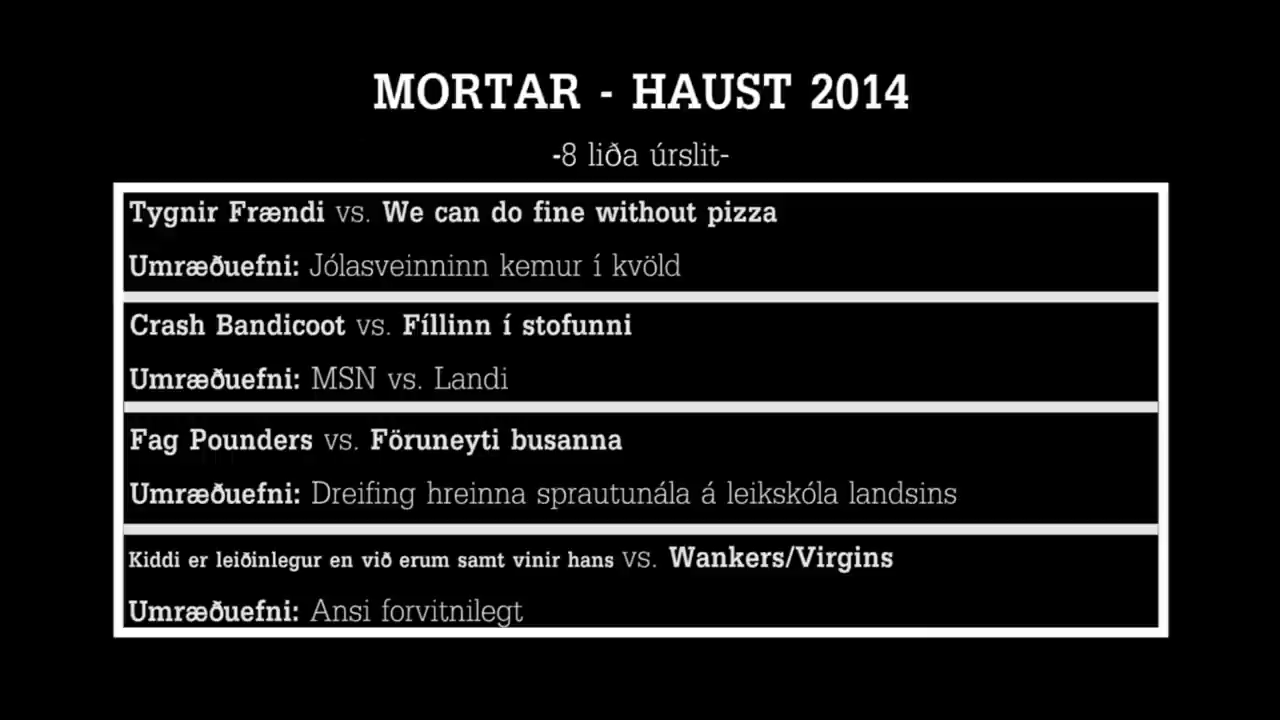 MORTAR - HAUST 2014
-8 liða úrslit-
Tygnir Frændi vs. We can do fine without pizza
Umræðuefni: Jólasveinninn kemur í kvöld
Crash Bandicoot vs. Fíllinn í stofunni
Umræðuefni: MSN vs. Landi
Fag Pounders vs. Föruneyti busanna
Umræðuefni: Dreifing hreinna sprautunála á leikskóla landsins
Kiddi er leiðinlegur en við erum samt vinir hans vs. Wankers/Virgins
Umræðuefni: Ansi forvitnilegt